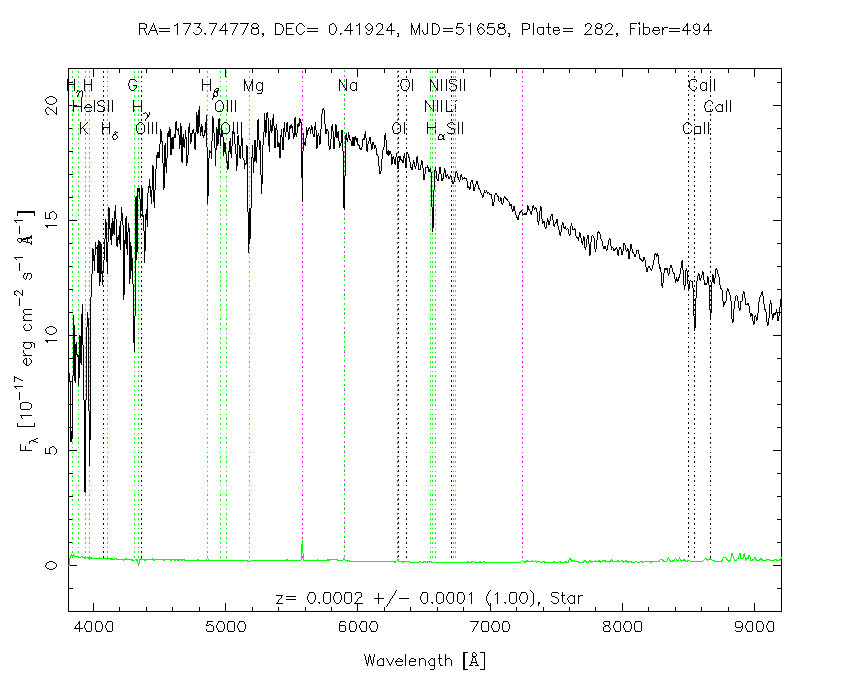 RA=173.74778, DEC= 0.41924, MJD=51658, Plate= 282, Fiber=494
Hη H G Hβ Mg Na OI NII SII CaII
HeI SII Hγ OIII NII Li CaII
K Hδ OIII OIII OI Hα SII CaII
20
15
10
5
0
Fλ [10−17 erg cm−2 s−1 Å−1]
z= 0.0002 +/− 0.0001 (1.00), Star
4000 5000 6000 7000 8000 9000
Wavelength [Å]